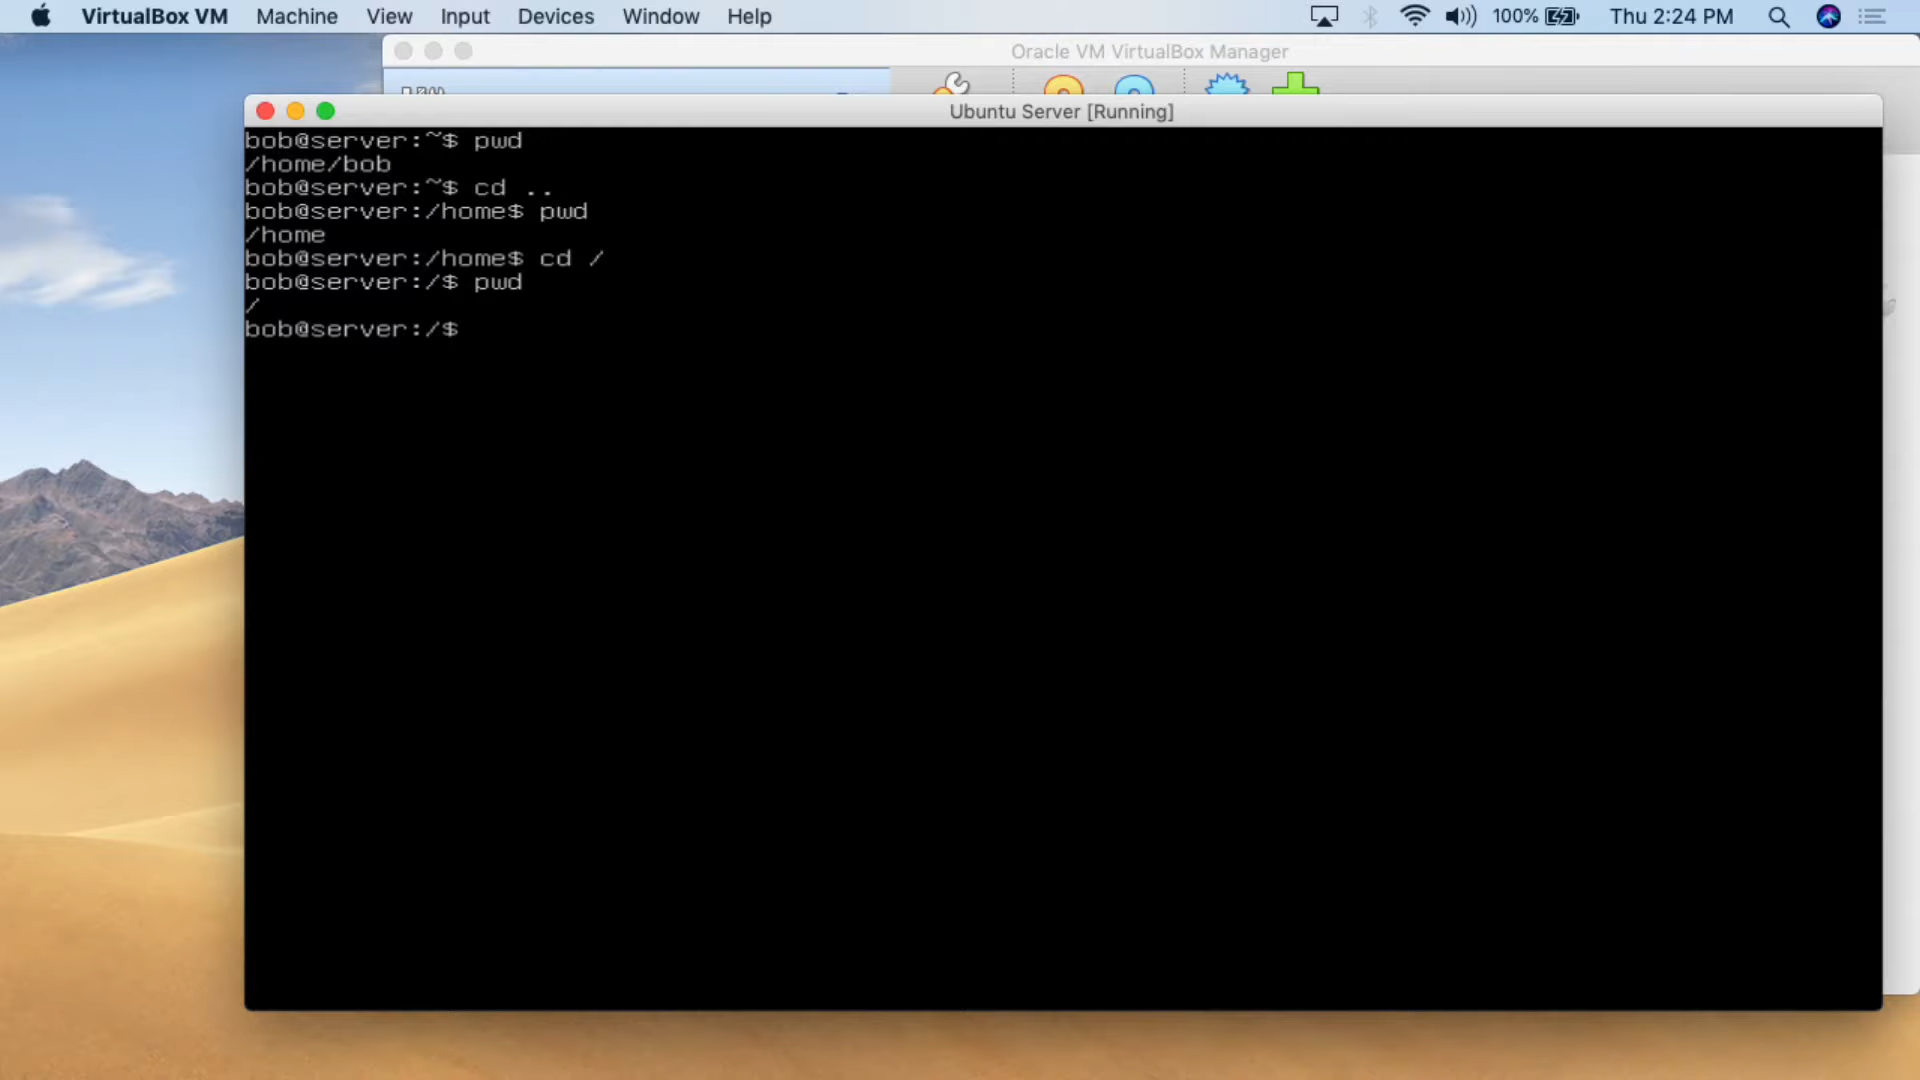 VirtualBox VM Machine View Input Devices Window Help 100% Thu 2:24 PM
Oracle VM VirtualBox Manager
Ubuntu Server [Running]
bob@server:~$ pwd
/home/bob
bob@server:~$ cd ..
bob@server:/home$ pwd
/home
bob@server:/home$ cd /
bob@server:/$ pwd
/
bob@server:/$